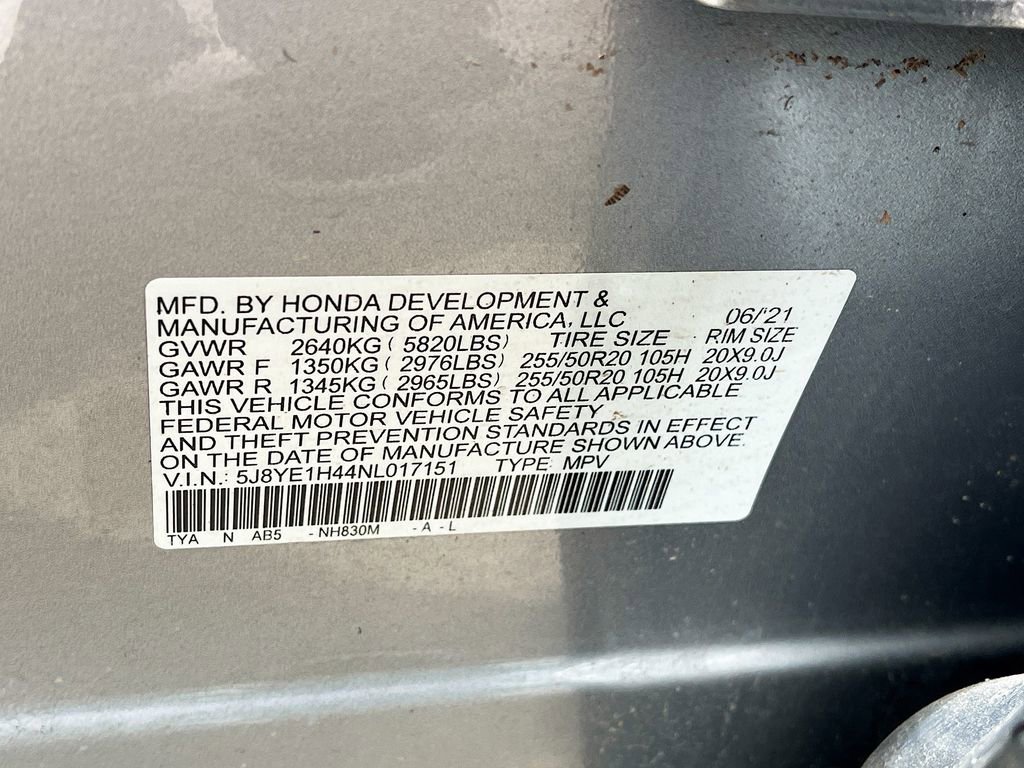 MFD. BY HONDA DEVELOPMENT &
MANUFACTURING OF AMERICA, LLC 06/'21
GVWR 2640KG ( 5820LBS) TIRE SIZE RIM SIZE
GAWR F 1350KG ( 2976LBS) 255/50R20 105H 20X9.0J
GAWR R 1345KG ( 2965LBS) 255/50R20 105H 20X9.0J
THIS VEHICLE CONFORMS TO ALL APPLICABLE
FEDERAL MOTOR VEHICLE SAFETY
AND THEFT PREVENTION STANDARDS IN EFFECT
ON THE DATE OF MANUFACTURE SHOWN ABOVE.
V.I.N.: 5J8YE1H44NL017151 TYPE: MPV
TYA N AB5 - NH830M - A - L